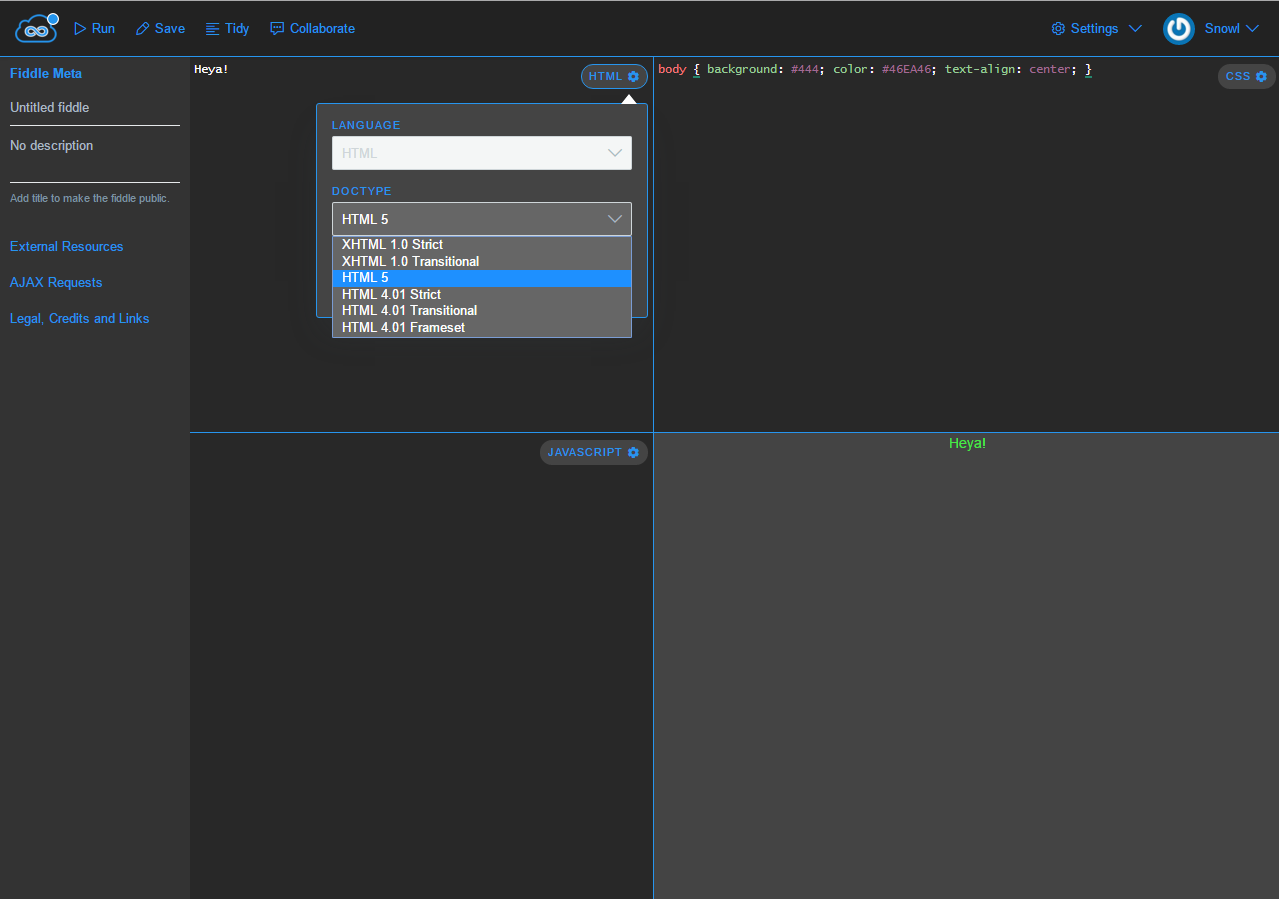 Run Save Tidy Collaborate Settings Snowl
Fiddle Meta
Untitled fiddle
No description
Add title to make the fiddle public.
External Resources
AJAX Requests
Legal, Credits and Links
Heya!
HTML
LANGUAGE
HTML
DOCTYPE
HTML 5
XHTML 1.0 Strict
XHTML 1.0 Transitional
HTML 5
HTML 4.01 Strict
HTML 4.01 Transitional
HTML 4.01 Frameset
body { background: #444; color: #46EA46; text-align: center; }
CSS
JAVASCRIPT
Heya!